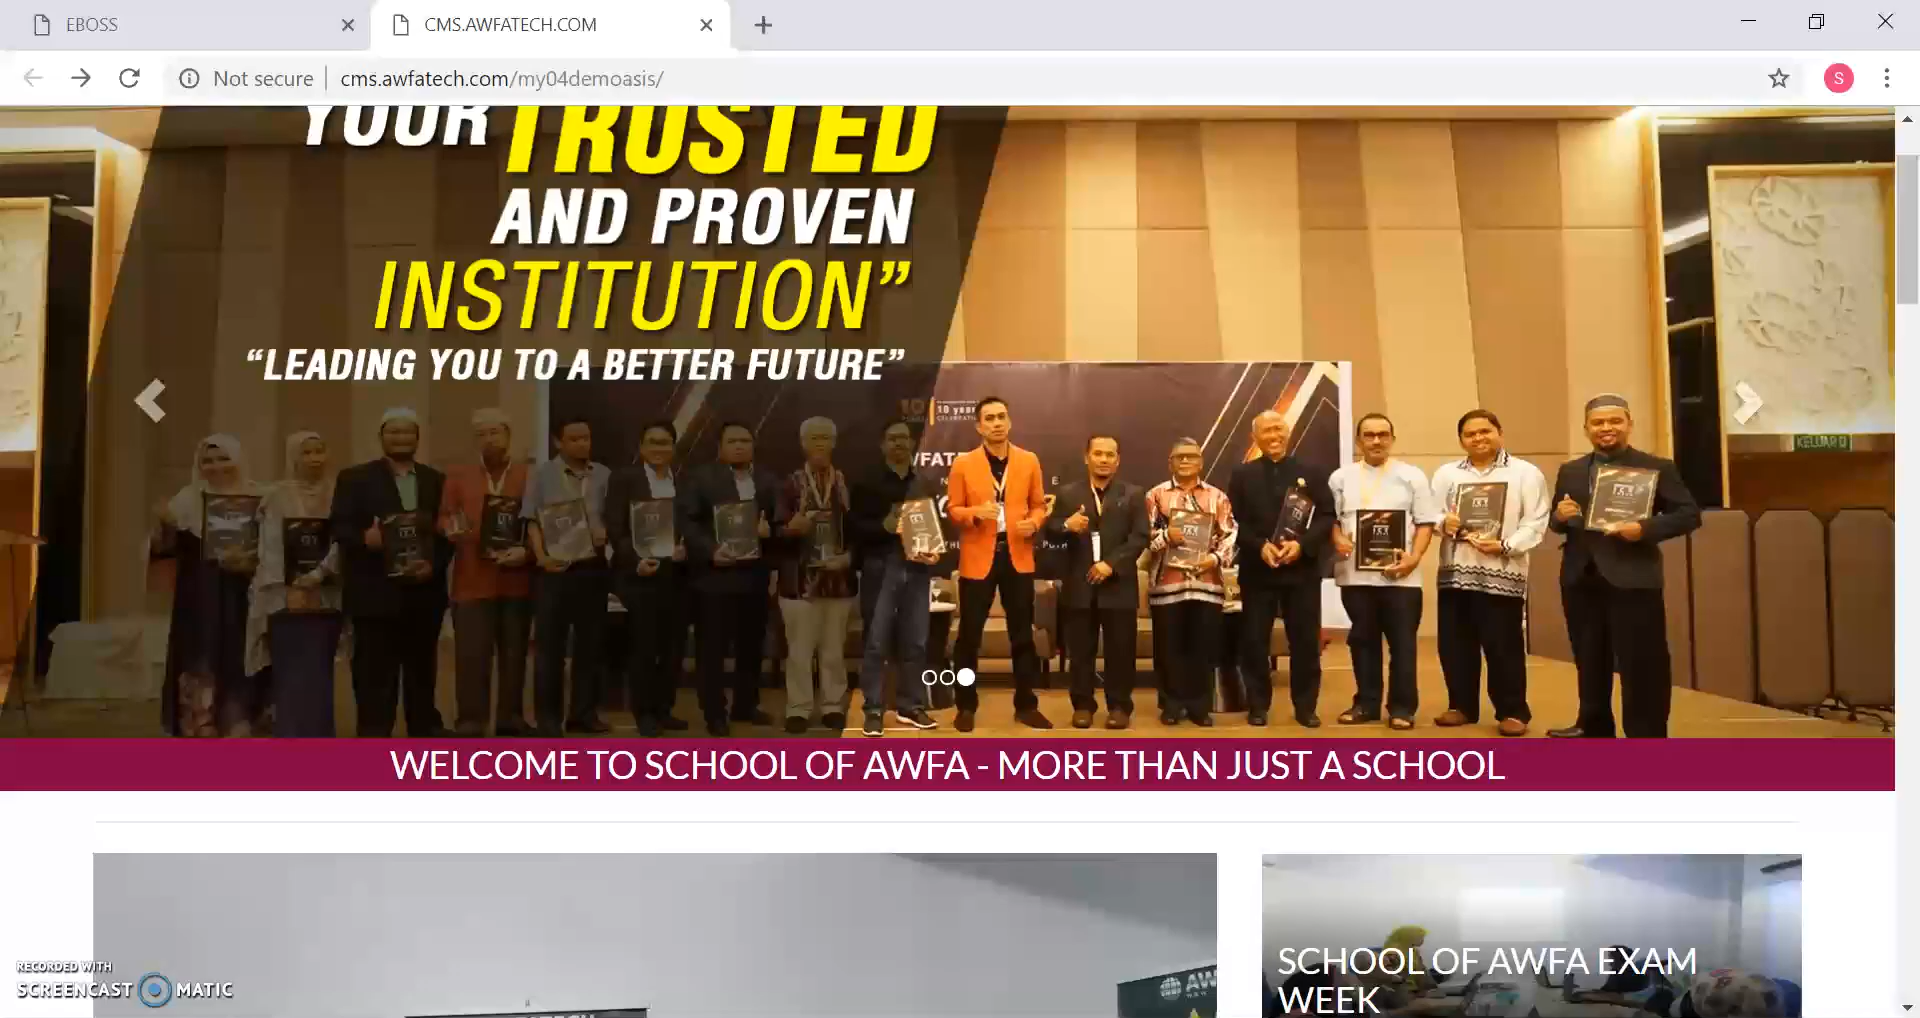 EBOSS
CMS.AWFATECH.COM
Not secure
cms.awfatech.com/my04demoasis/
S
YOUR TRUSTED
AND PROVEN
INSTITUTION”
“LEADING YOU TO A BETTER FUTURE”
10 year
KELUAR
WELCOME TO SCHOOL OF AWFA - MORE THAN JUST A SCHOOL
SCHOOL OF AWFA EXAM
WEEK
RECORDED WITH
SCREENCAST MATIC